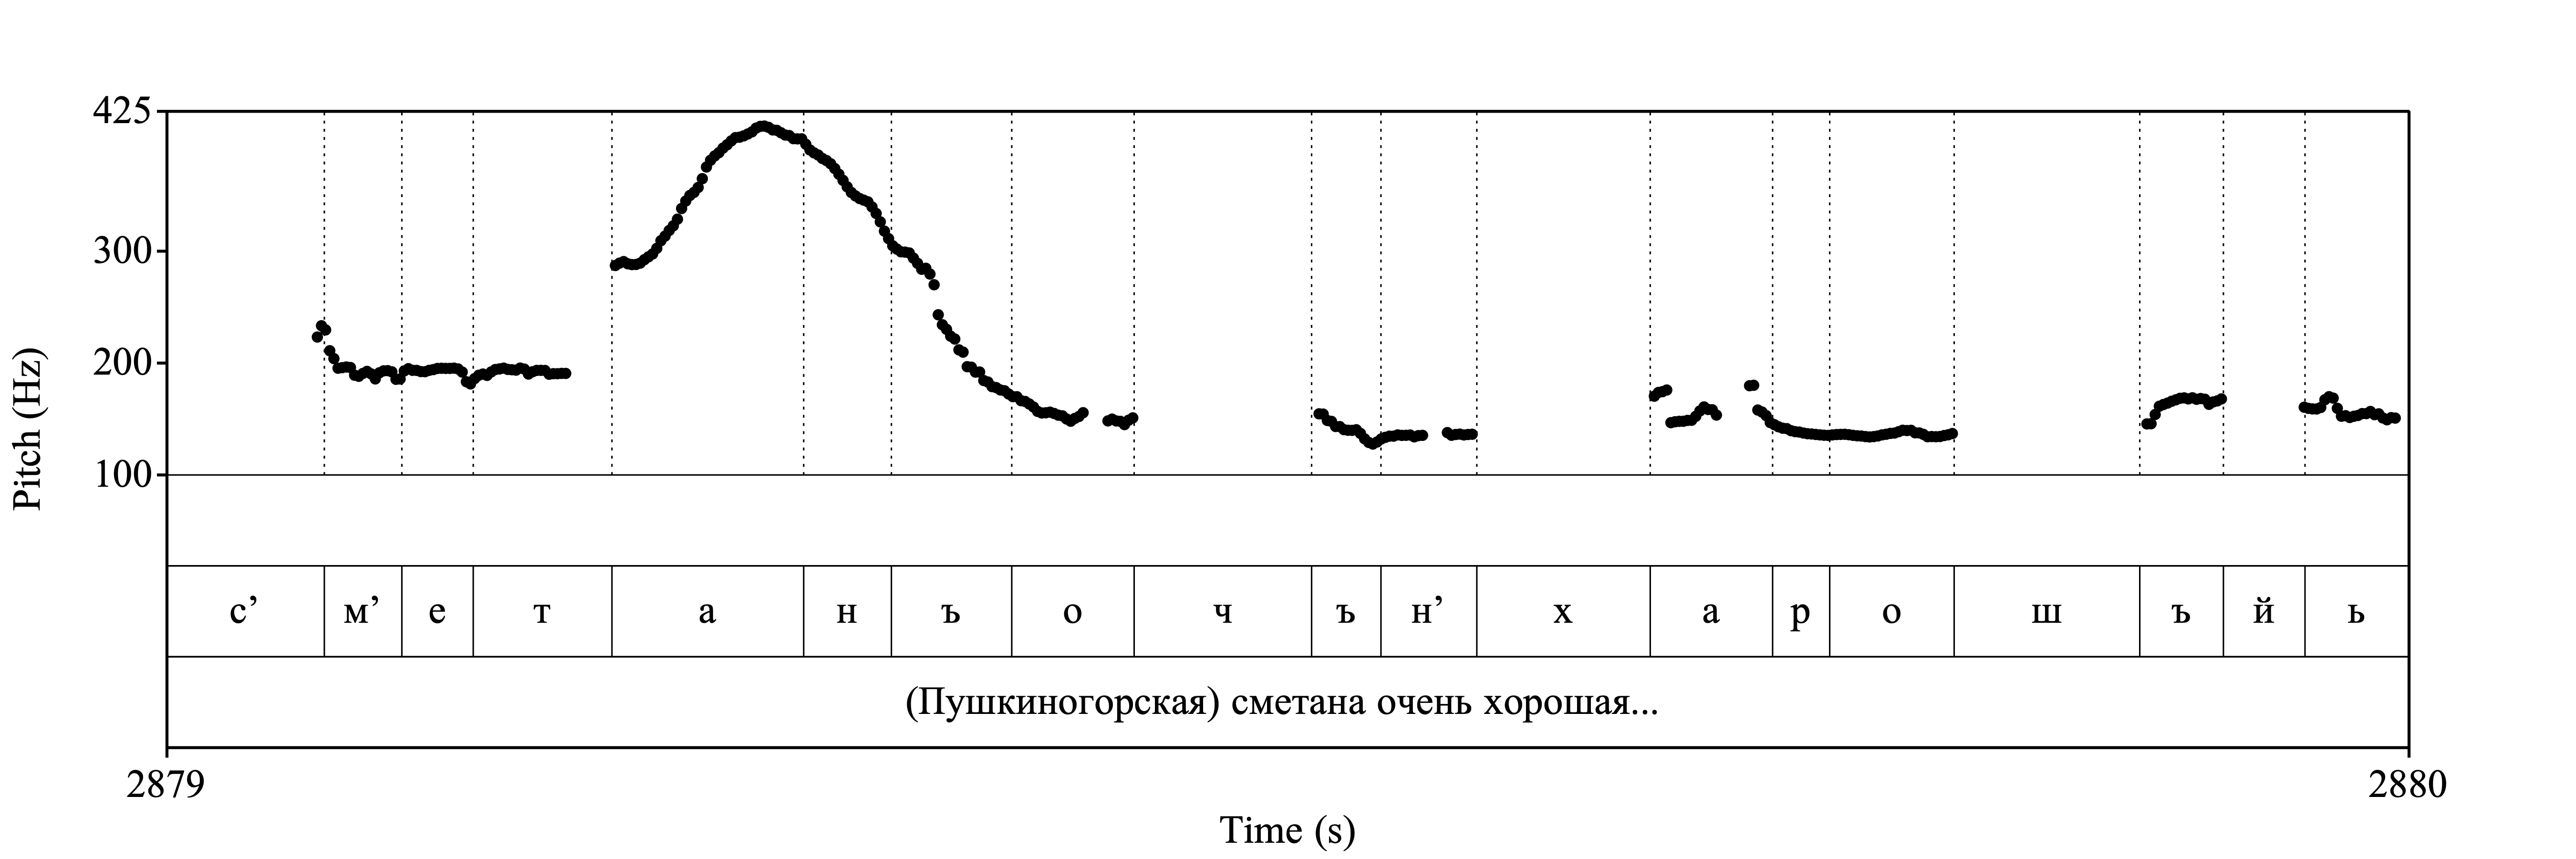 425
300
200
100
Pitch (Hz)
с’ м’ е т а н ъ о ч ъ н’ х а р о ш ъ й ь
(Пушкиногорская) сметана очень хорошая...
2879 2880
Time (s)